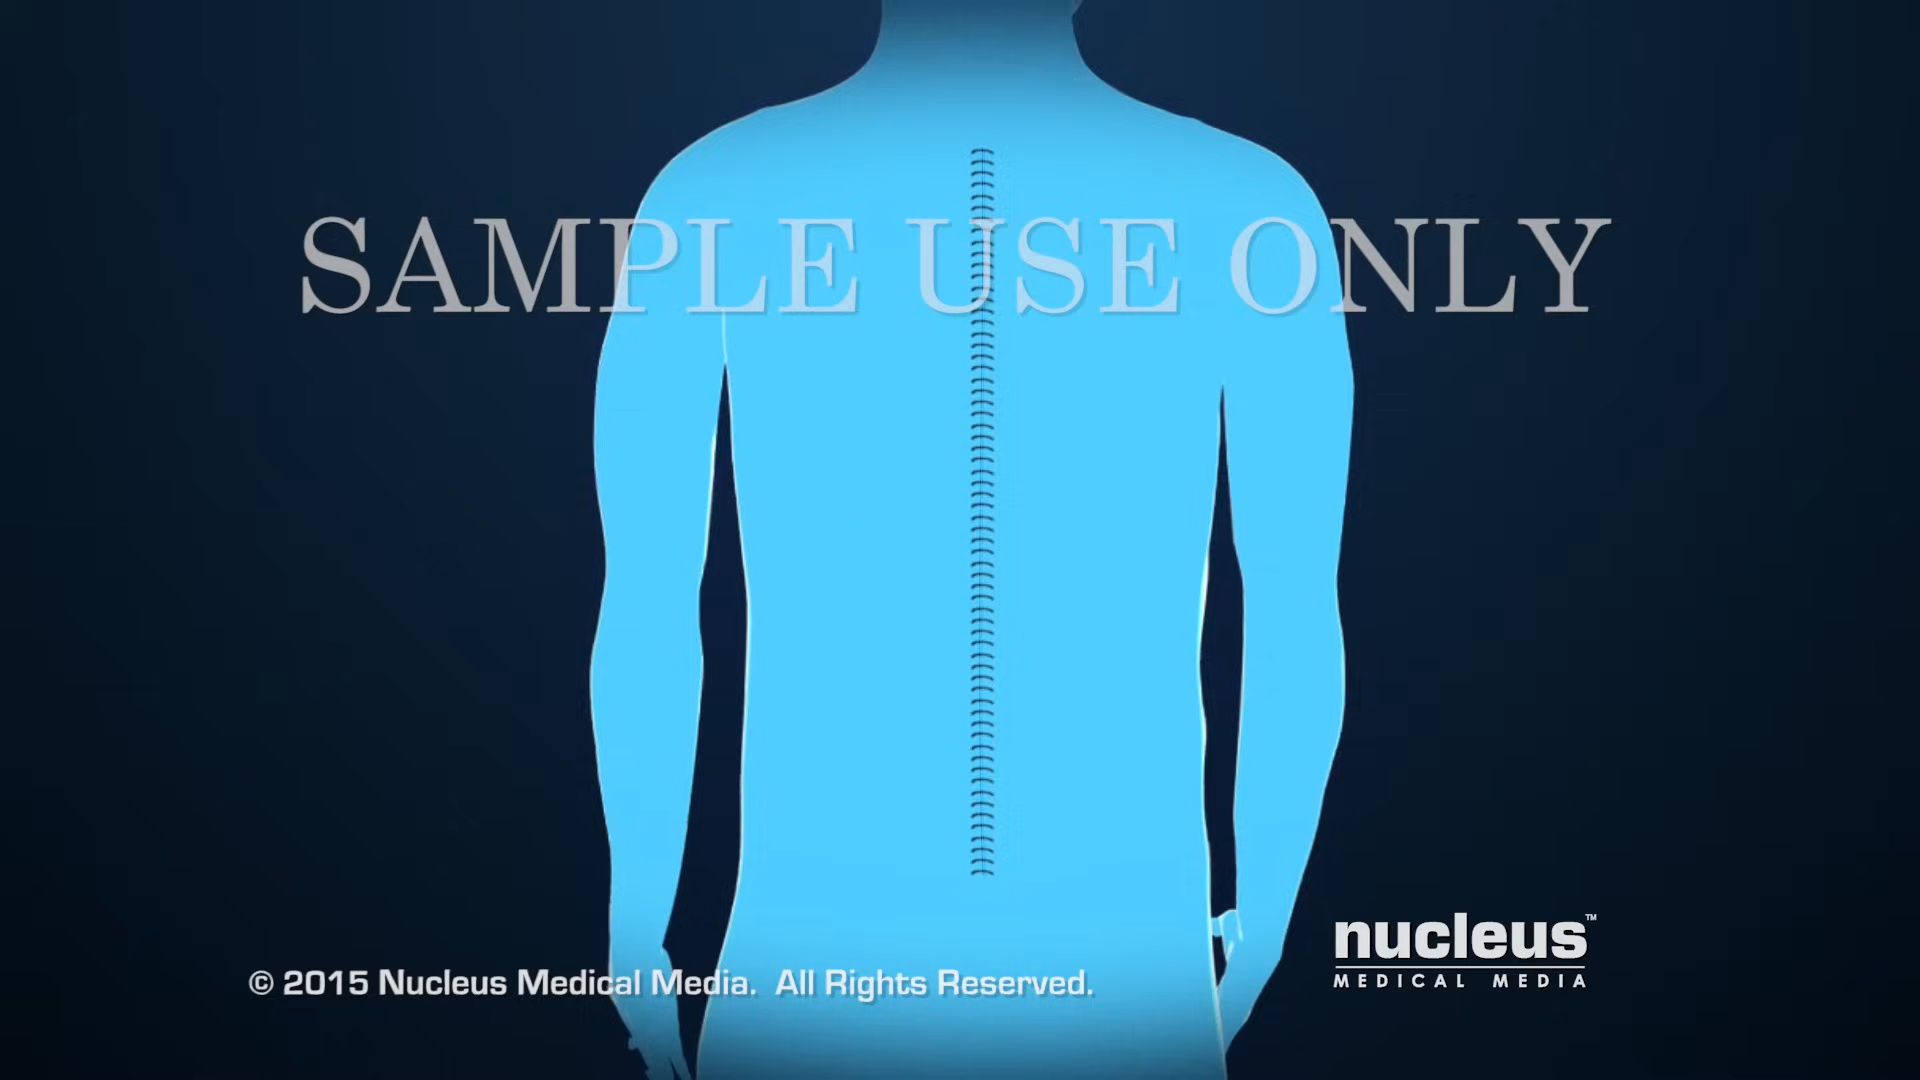 SAMPLE USE ONLY
nucleus™
MEDICAL MEDIA
© 2015 Nucleus Medical Media. All Rights Reserved.